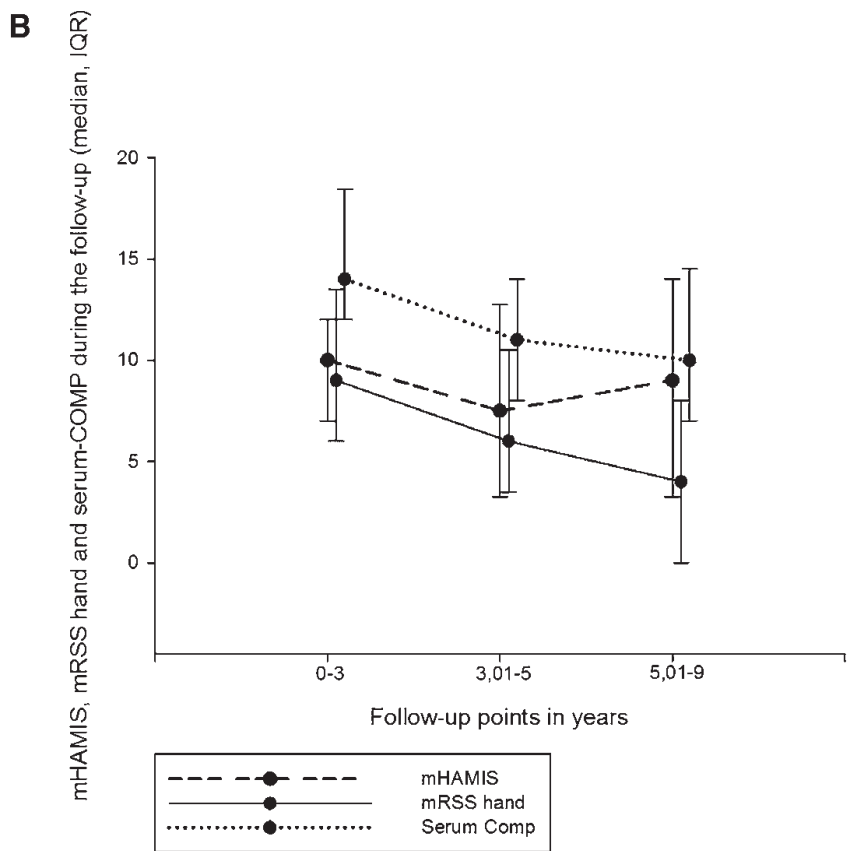 B
mHAMIS, mRSS hand and serum-COMP during the follow-up (median, IQR)
20
15
10
5
0
0-3
3,01-5
5,01-9
Follow-up points in years
mHAMIS
mRSS hand
Serum Comp